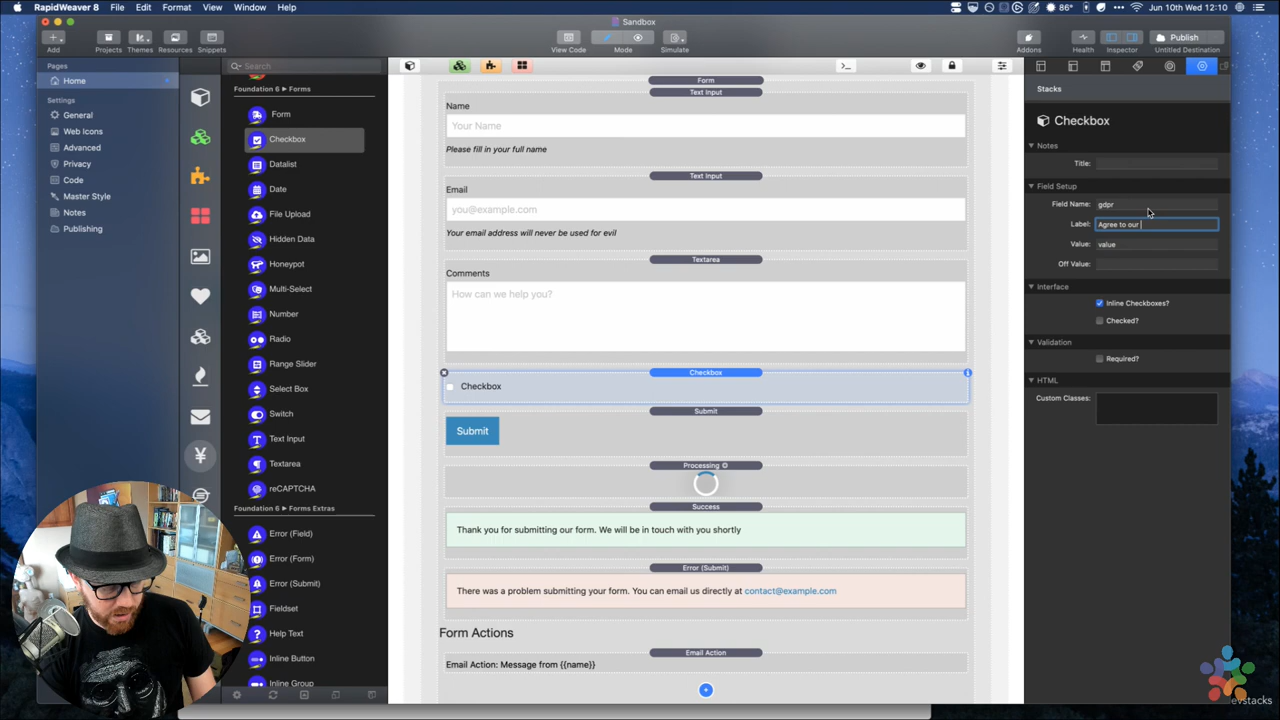 RapidWeaver 8 File Edit Format View Window Help
86° Jun 10th Wed 12:10
Sandbox
Add Projects Themes Resources Snippets
View Code Mode Simulate
Addons Health Inspector Publish Untitled Destination
Pages
Home
Settings
General
Web Icons
Advanced
Privacy
Code
Master Style
Notes
Publishing
Search
Foundation 6 ▸ Forms
Form
Checkbox
Datalist
Date
File Upload
Hidden Data
Honeypot
Multi-Select
Number
Radio
Range Slider
Select Box
Switch
Text Input
Textarea
reCAPTCHA
Foundation 6 ▸ Forms Extras
Error (Field)
Error (Form)
Error (Submit)
Fieldset
Help Text
Inline Button
Inline Group
Form
Text Input
Name
Your Name
Please fill in your full name
Text Input
Email
you@example.com
Your email address will never be used for evil
Textarea
Comments
How can we help you?
Checkbox
Checkbox
Submit
Submit
Processing
Success
Thank you for submitting our form. We will be in touch with you shortly
Error (Submit)
There was a problem submitting your form. You can email us directly at contact@example.com
Form Actions
Email Action
Email Action: Message from {{name}}
Stacks
Checkbox
Notes
Title:
Field Setup
Field Name: gdpr
Label: Agree to our
Value: value
Off Value:
Interface
Inline Checkboxes?
Checked?
Validation
Required?
HTML
Custom Classes:
evstacks